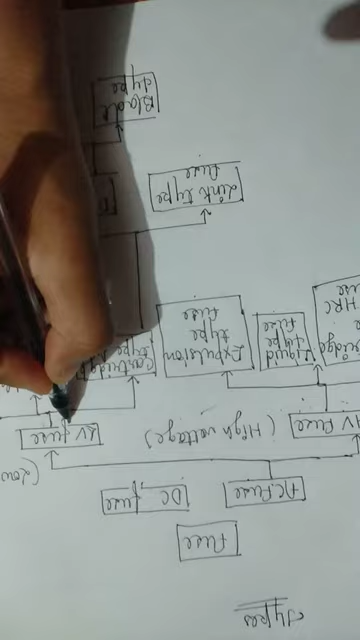 Types
Fuse
AC Fuse
DC fuse
HV Fuse
(High voltage)
LV fuse
(Low
HRC
Liquid
type
fuse
Expulsion
type
fuse
Cartridge
type
Link type
fuse
D
Blade
type